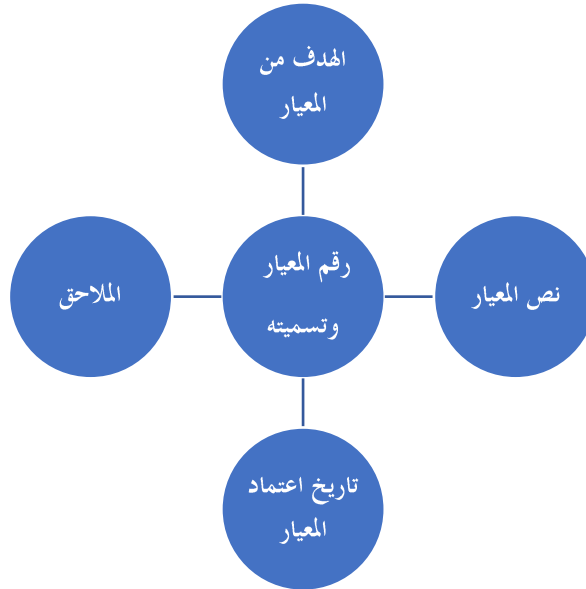 الهدف من
المعيار
نص المعيار
رقم المعيار
وتسميته
الملاحق
تاريخ اعتماد
المعيار